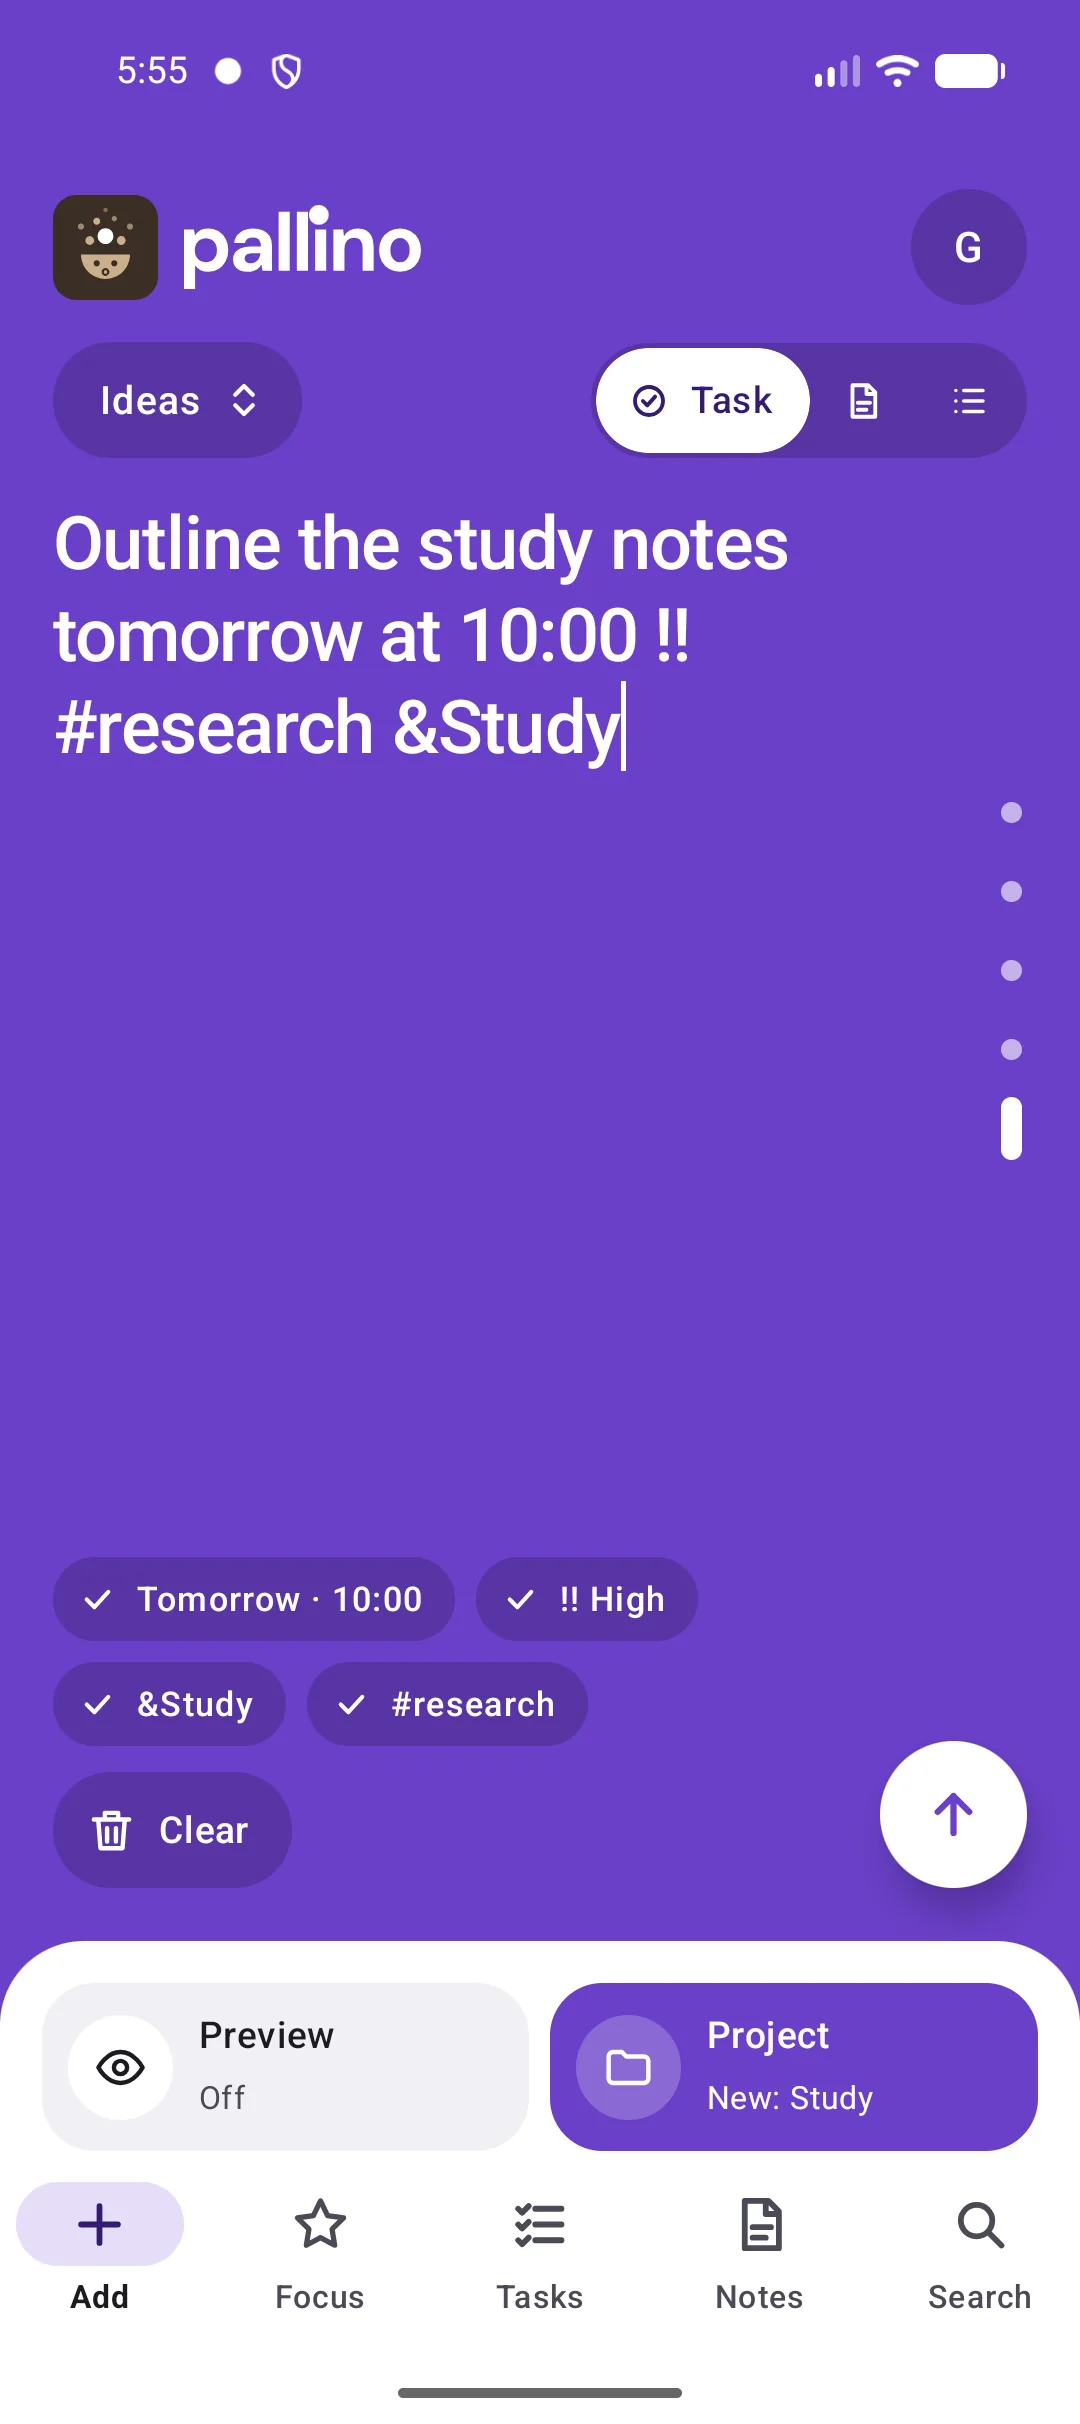 5:55
pallino
G
Ideas
Task
Outline the study notes
tomorrow at 10:00 !!
#research &Study
Tomorrow · 10:00
!! High
&Study
#research
Clear
Preview
Off
Project
New: Study
Add
Focus
Tasks
Notes
Search